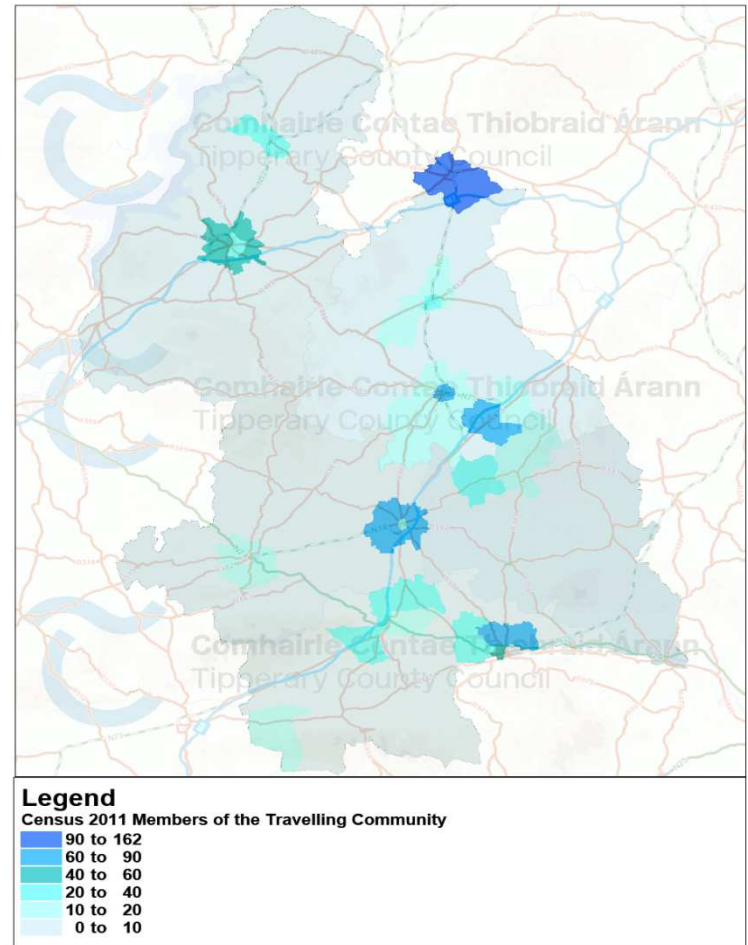 Comhairle Contae Thiobraid Árann
Tipperary County Council
Comhairle Contae Thiobraid Árann
Tipperary County Council
Comhairle Contae Thiobraid Árann
Tipperary County Council
Legend
Census 2011 Members of the Travelling Community
90 to 162
60 to 90
40 to 60
20 to 40
10 to 20
0 to 10